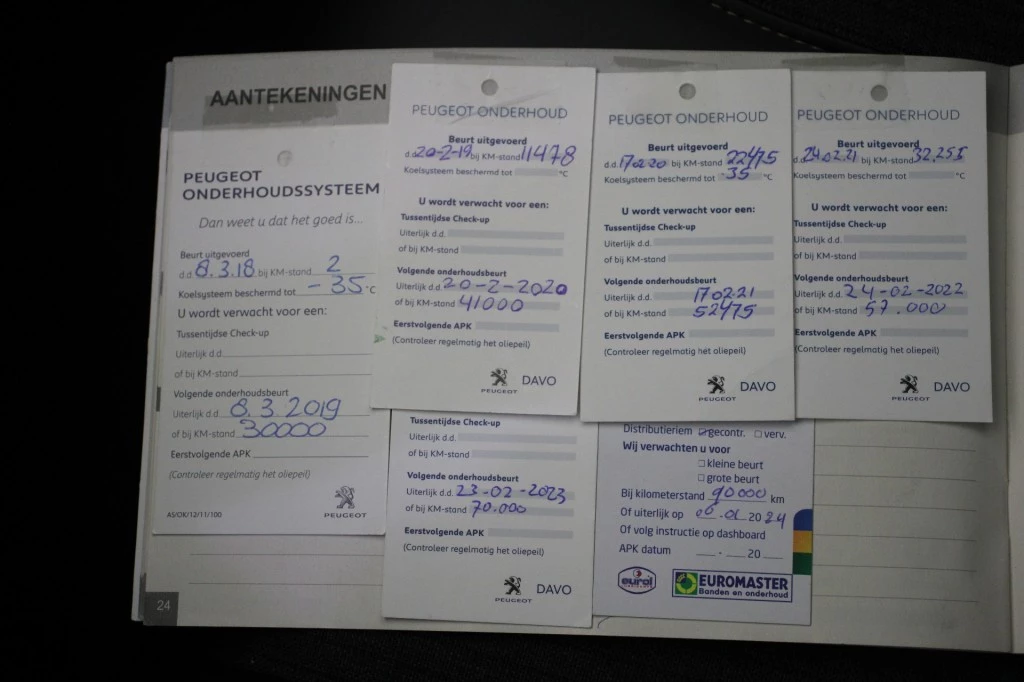 AANTEKENINGEN
PEUGEOT
ONDERHOUDSSYSTEEM
Dan weet u dat het goed is...
Beurt uitgevoerd
d.d. 8.3.18 bij KM-stand 2
Koelsysteem beschermd tot -35 °C
U wordt verwacht voor een:
Tussentijdse Check-up
Uiterlijk d.d.
of bij KM-stand
Volgende onderhoudsbeurt
Uiterlijk d.d. 8.3.2019
of bij KM-stand 30000
Eerstvolgende APK
(Controleer regelmatig het oliepeil)
AS/OK/12/11/100
PEUGEOT
24
PEUGEOT ONDERHOUD
Beurt uitgevoerd
d.d. 20-2-19 bij KM-stand 11478
Koelsysteem beschermd tot °C
U wordt verwacht voor een:
Tussentijdse Check-up
Uiterlijk d.d.
of bij KM-stand
Volgende onderhoudsbeurt
Uiterlijk d.d. 20-2-2020
of bij KM-stand 41000
Eerstvolgende APK
(Controleer regelmatig het oliepeil)
PEUGEOT DAVO
PEUGEOT ONDERHOUD
Beurt uitgevoerd
d.d. 170220 bij KM-stand 22475
Koelsysteem beschermd tot -35 °C
U wordt verwacht voor een:
Tussentijdse Check-up
Uiterlijk d.d.
of bij KM-stand
Volgende onderhoudsbeurt
Uiterlijk d.d. 170221
of bij KM-stand 52475
Eerstvolgende APK
(Controleer regelmatig het oliepeil)
PEUGEOT DAVO
PEUGEOT ONDERHOUD
Beurt uitgevoerd
d.d. 24.02.21 bij KM-stand 32.251
Koelsysteem beschermd tot °C
U wordt verwacht voor een:
Tussentijdse Check-up
Uiterlijk d.d.
of bij KM-stand
Volgende onderhoudsbeurt
Uiterlijk d.d. 24-02-2022
of bij KM-stand 57.000
Eerstvolgende APK
(Controleer regelmatig het oliepeil)
PEUGEOT DAVO
Tussentijdse Check-up
Uiterlijk d.d.
of bij KM-stand
Volgende onderhoudsbeurt
Uiterlijk d.d. 23-02-2023
of bij KM-stand 70.000
Eerstvolgende APK
(Controleer regelmatig het oliepeil)
PEUGEOT DAVO
Distributieriem gecontr. verv.
Wij verwachten u voor
kleine beurt
grote beurt
Bij kilometerstand 90000 km
Of uiterlijk op 06.01 2024
Of volg instructie op dashboard
APK datum - 20
eurol
EUROMASTER
Banden en onderhoud